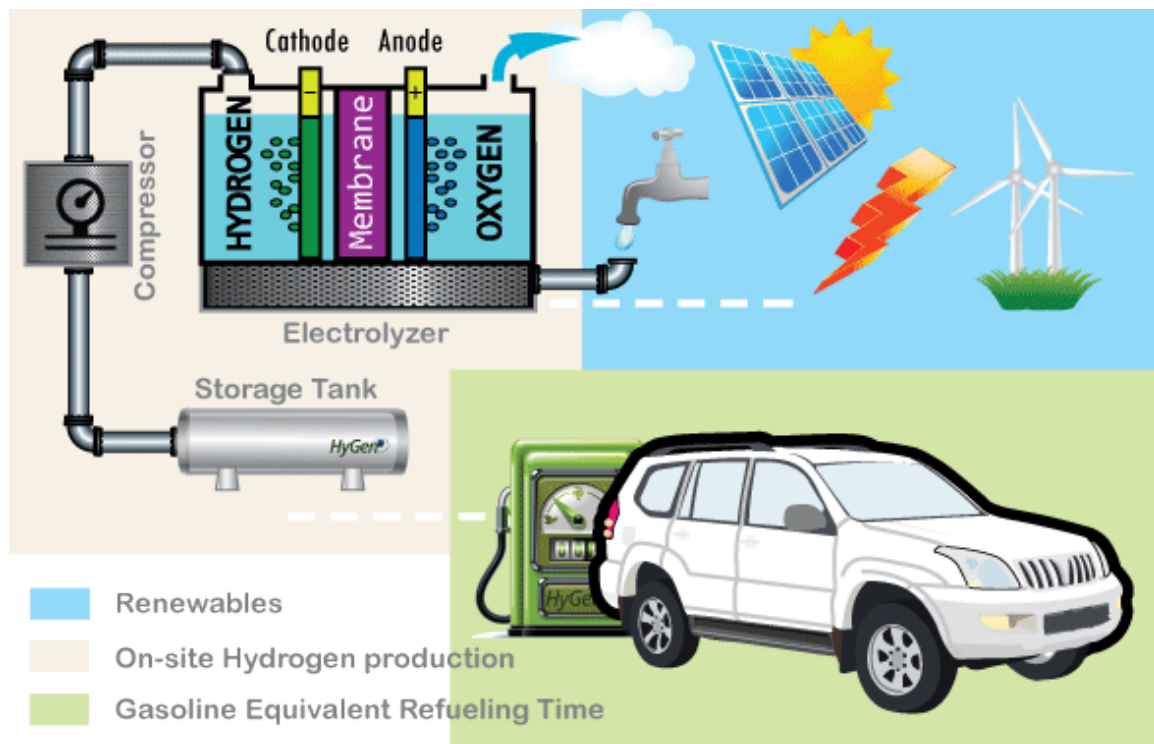 Cathode
Anode
−
+
HYDROGEN
Membrane
OXYGEN
Compressor
Electrolyzer
Storage Tank
HyGen
HyGen
Renewables
On-site Hydrogen production
Gasoline Equivalent Refueling Time